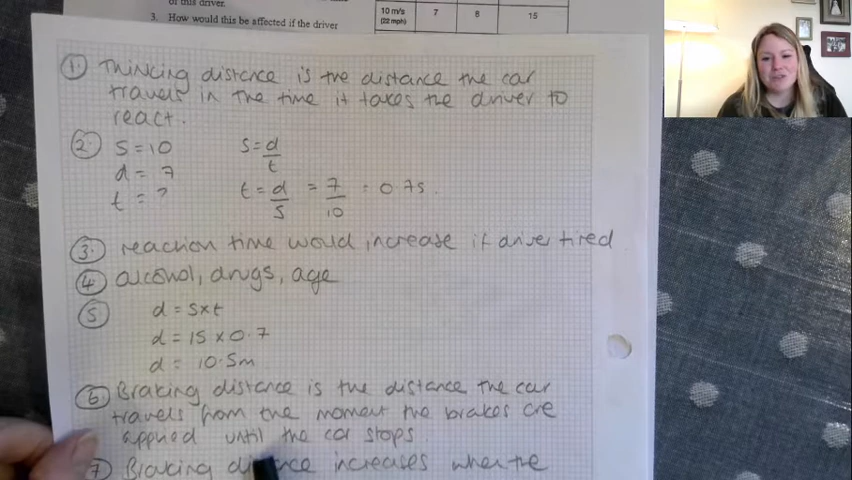 of this driver.
3. How would this be affected if the driver
10 m/s
(22 mph)
7
8
15
1. Thinking distance is the distance the car
travels in the time it takes the driver to
react.
2. S = 10
d = 7
t = ?
s = d/t
t = d/s = 7/10 = 0.7s.
3. reaction time would increase if driver tired
4. alcohol, drugs, age
5
d = s x t
d = 15 x 0.7
d = 10.5m
6. Braking distance is the distance the car
travels from the moment the brakes are
applied until the car stops.
7. Braking distance increases when the